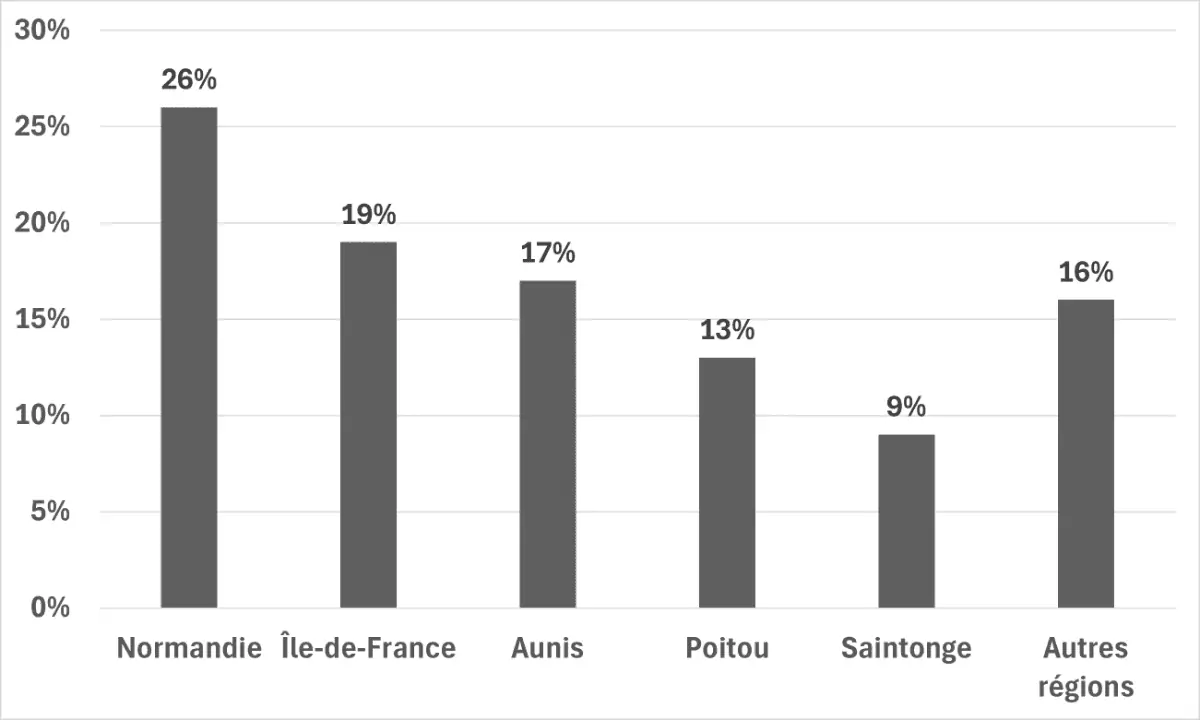 30%
25%
20%
15%
10%
5%
0%
26%
19%
17%
13%
9%
16%
Normandie
Île-de-France
Aunis
Poitou
Saintonge
Autres
régions